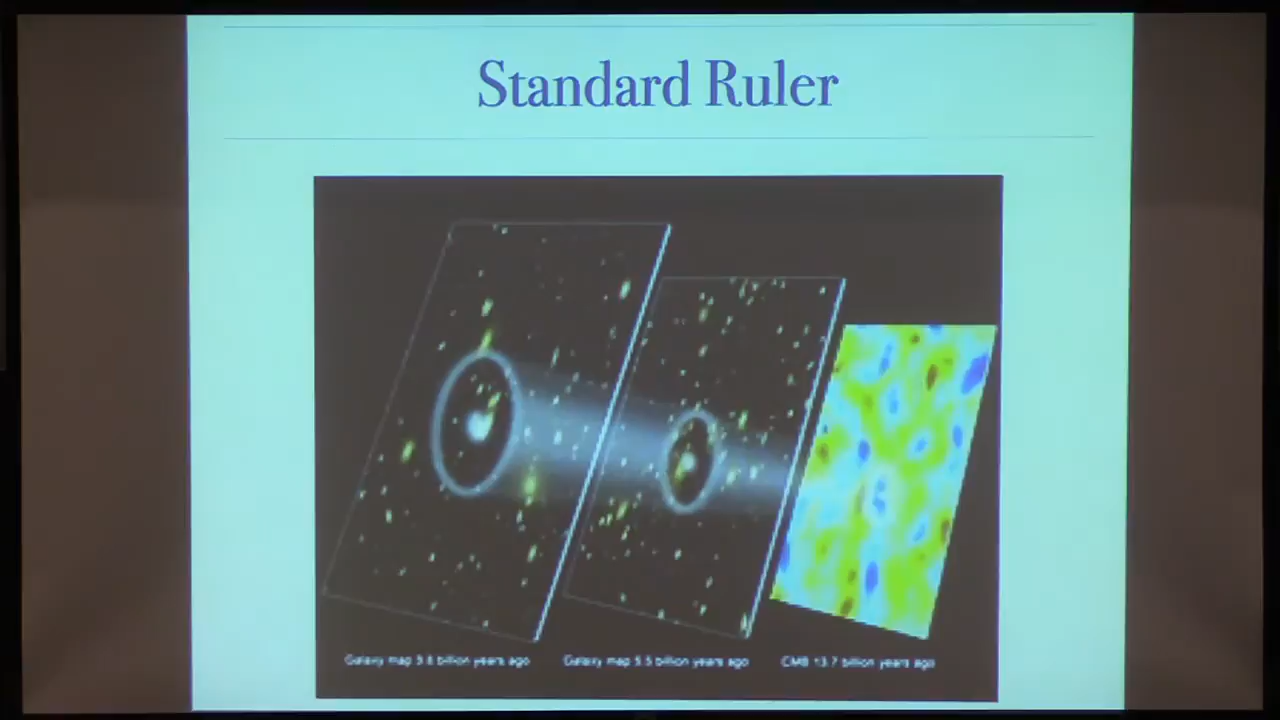 Standard Ruler
Galaxy map 3.8 billion years ago
Galaxy map 5.5 billion years ago
CMB 13.7 billion years ago